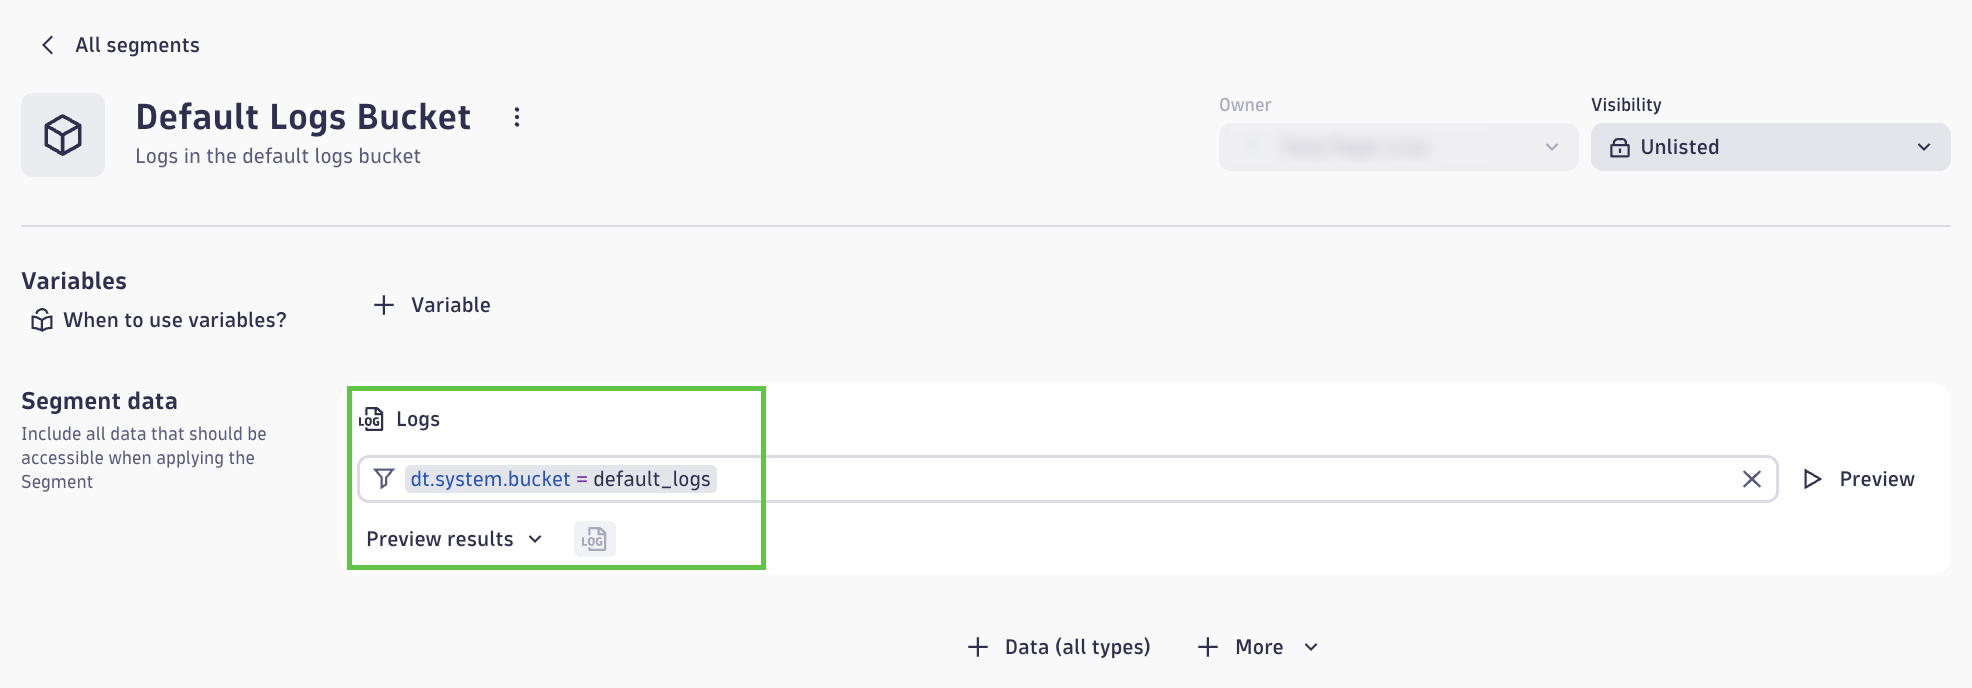 All segments
Default Logs Bucket
Logs in the default logs bucket
Owner
Visibility
Unlisted
Variables
When to use variables?
Variable
Segment data
Include all data that should be
accessible when applying the
Segment
LOG Logs
dt.system.bucket = default_logs
Preview
Preview results
LOG
Data (all types)
More